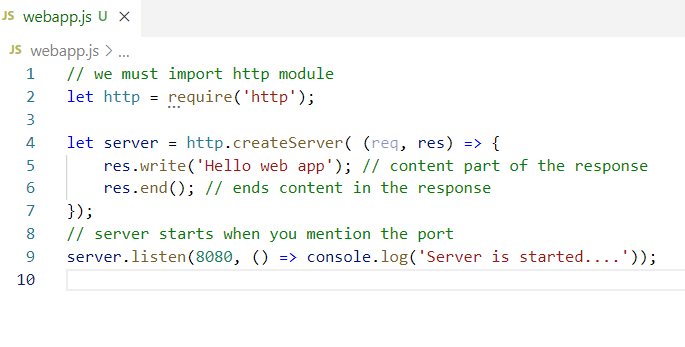 JS webapp.js U ×
JS webapp.js > ...
1 // we must import http module
2 let http = require('http');
3
4 let server = http.createServer( (req, res) => {
5     res.write('Hello web app'); // content part of the response
6     res.end(); // ends content in the response
7 });
8 // server starts when you mention the port
9 server.listen(8080, () => console.log('Server is started....'));
10